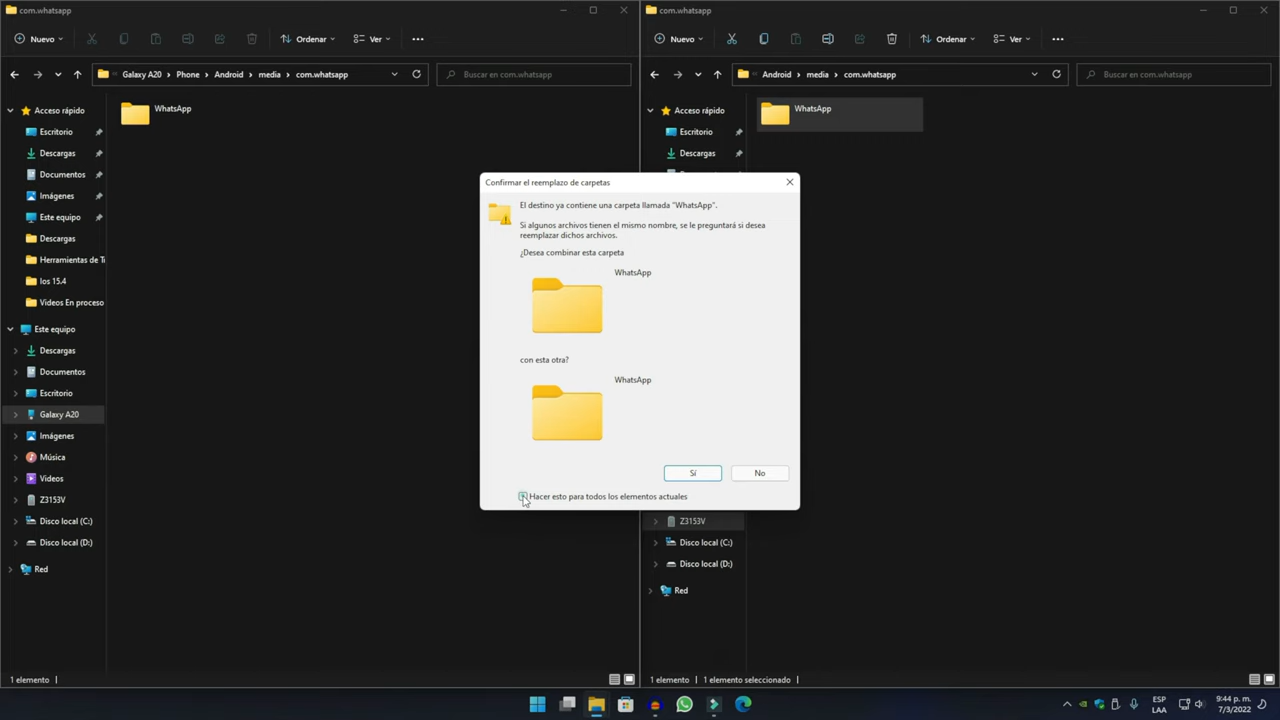 com.whatsapp
Nuevo
Ordenar
Ver
Galaxy A20 > Phone > Android > media > com.whatsapp
Buscar en com.whatsapp
Acceso rápido
Escritorio
Descargas
Documentos
Imágenes
Este equipo
Descargas
Herramientas de T
Ios 15.4
Videos En proceso
Este equipo
Descargas
Documentos
Escritorio
Galaxy A20
Imágenes
Música
Videos
Z3153V
Disco local (C:)
Disco local (D:)
Red
WhatsApp
1 elemento
com.whatsapp
Nuevo
Ordenar
Ver
Android > media > com.whatsapp
Buscar en com.whatsapp
Acceso rápido
Escritorio
Descargas
WhatsApp
Z3153V
Disco local (C:)
Disco local (D:)
Red
1 elemento
1 elemento seleccionado
Confirmar el reemplazo de carpetas
El destino ya contiene una carpeta llamada "WhatsApp".
Si algunos archivos tienen el mismo nombre, se le preguntará si desea
reemplazar dichos archivos.
¿Desea combinar esta carpeta
WhatsApp
con esta otra?
WhatsApp
Sí
No
Hacer esto para todos los elementos actuales
ESP
LAA
9:44 p. m.
7/3/2022